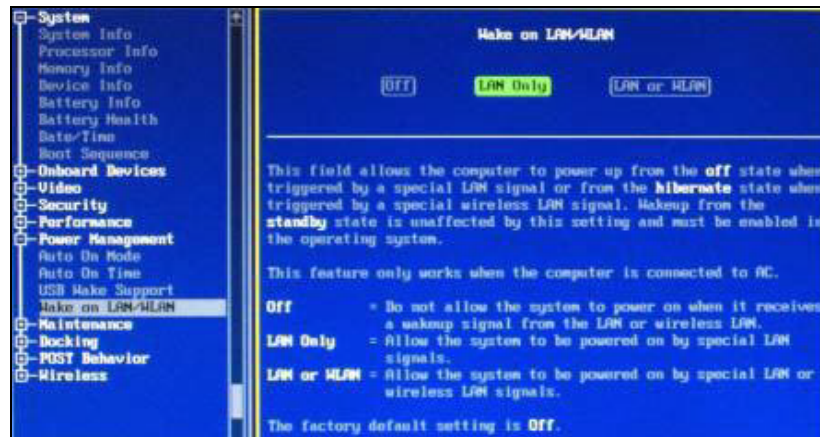 System
System Info
Processor Info
Memory Info
Device Info
Battery Info
Battery Health
Date/Time
Boot Sequence
Onboard Devices
Video
Security
Performance
Power Management
Auto On Mode
Auto On Time
USB Wake Support
Wake on LAN/WLAN
Maintenance
Docking
POST Behavior
Wireless
Wake on LAN/WLAN
Off LAN Only LAN or WLAN
This field allows the computer to power up from the off state when
triggered by a special LAN signal or from the hibernate state when
triggered by a special wireless LAN signal. Wakeup from the
standby state is unaffected by this setting and must be enabled in
the operating system.
This feature only works when the computer is connected to AC.
Off = Do not allow the system to power on when it receives
a wakeup signal from the LAN or wireless LAN.
LAN Only = Allow the system to be powered on by special LAN
signals.
LAN or WLAN = Allow the system to be powered on by special LAN or
wireless LAN signals.
The factory default setting is Off.